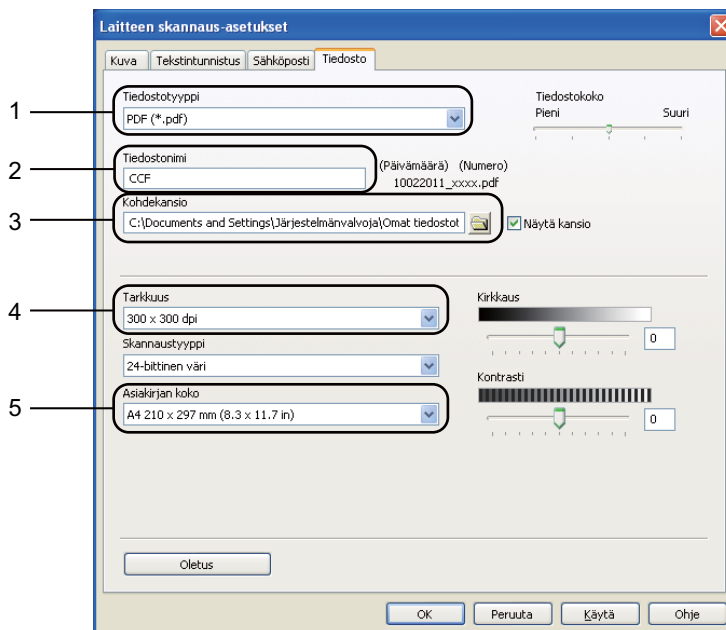 Laitteen skannaus-asetukset
Kuva Tekstintunnistus Sähköposti Tiedosto
1
Tiedostotyyppi
PDF (*.pdf)
Tiedostokoko
Pieni Suuri
2
Tiedostonimi
CCF
(Päivämäärä) (Numero)
10022011_xxxx.pdf
3
Kohdekansio
C:\Documents and Settings\Järjestelmänvalvoja\Omat tiedostot
Näytä kansio
4
Tarkkuus
300 x 300 dpi
Kirkkaus
0
Skannaustyyppi
24-bittinen väri
Kontrasti
0
5
Asiakirjan koko
A4 210 x 297 mm (8.3 x 11.7 in)
Oletus
OK Peruuta Käytä Ohje